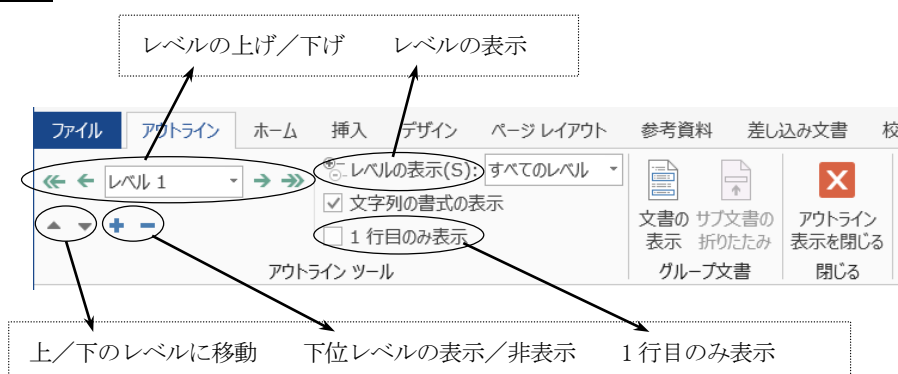 レベルの上げ／下げ　　レベルの表示
ファイル　アウトライン　ホーム　挿入　デザイン　ページ レイアウト　参考資料　差し込み文書　校
レベル 1　レベルの表示(S):　すべてのレベル
文字列の書式の表示
1 行目のみ表示
文書の表示　サブ文書の折りたたみ　アウトライン表示を閉じる
アウトライン ツール　グループ文書　閉じる
上／下のレベルに移動　　下位レベルの表示／非表示　　1 行目のみ表示